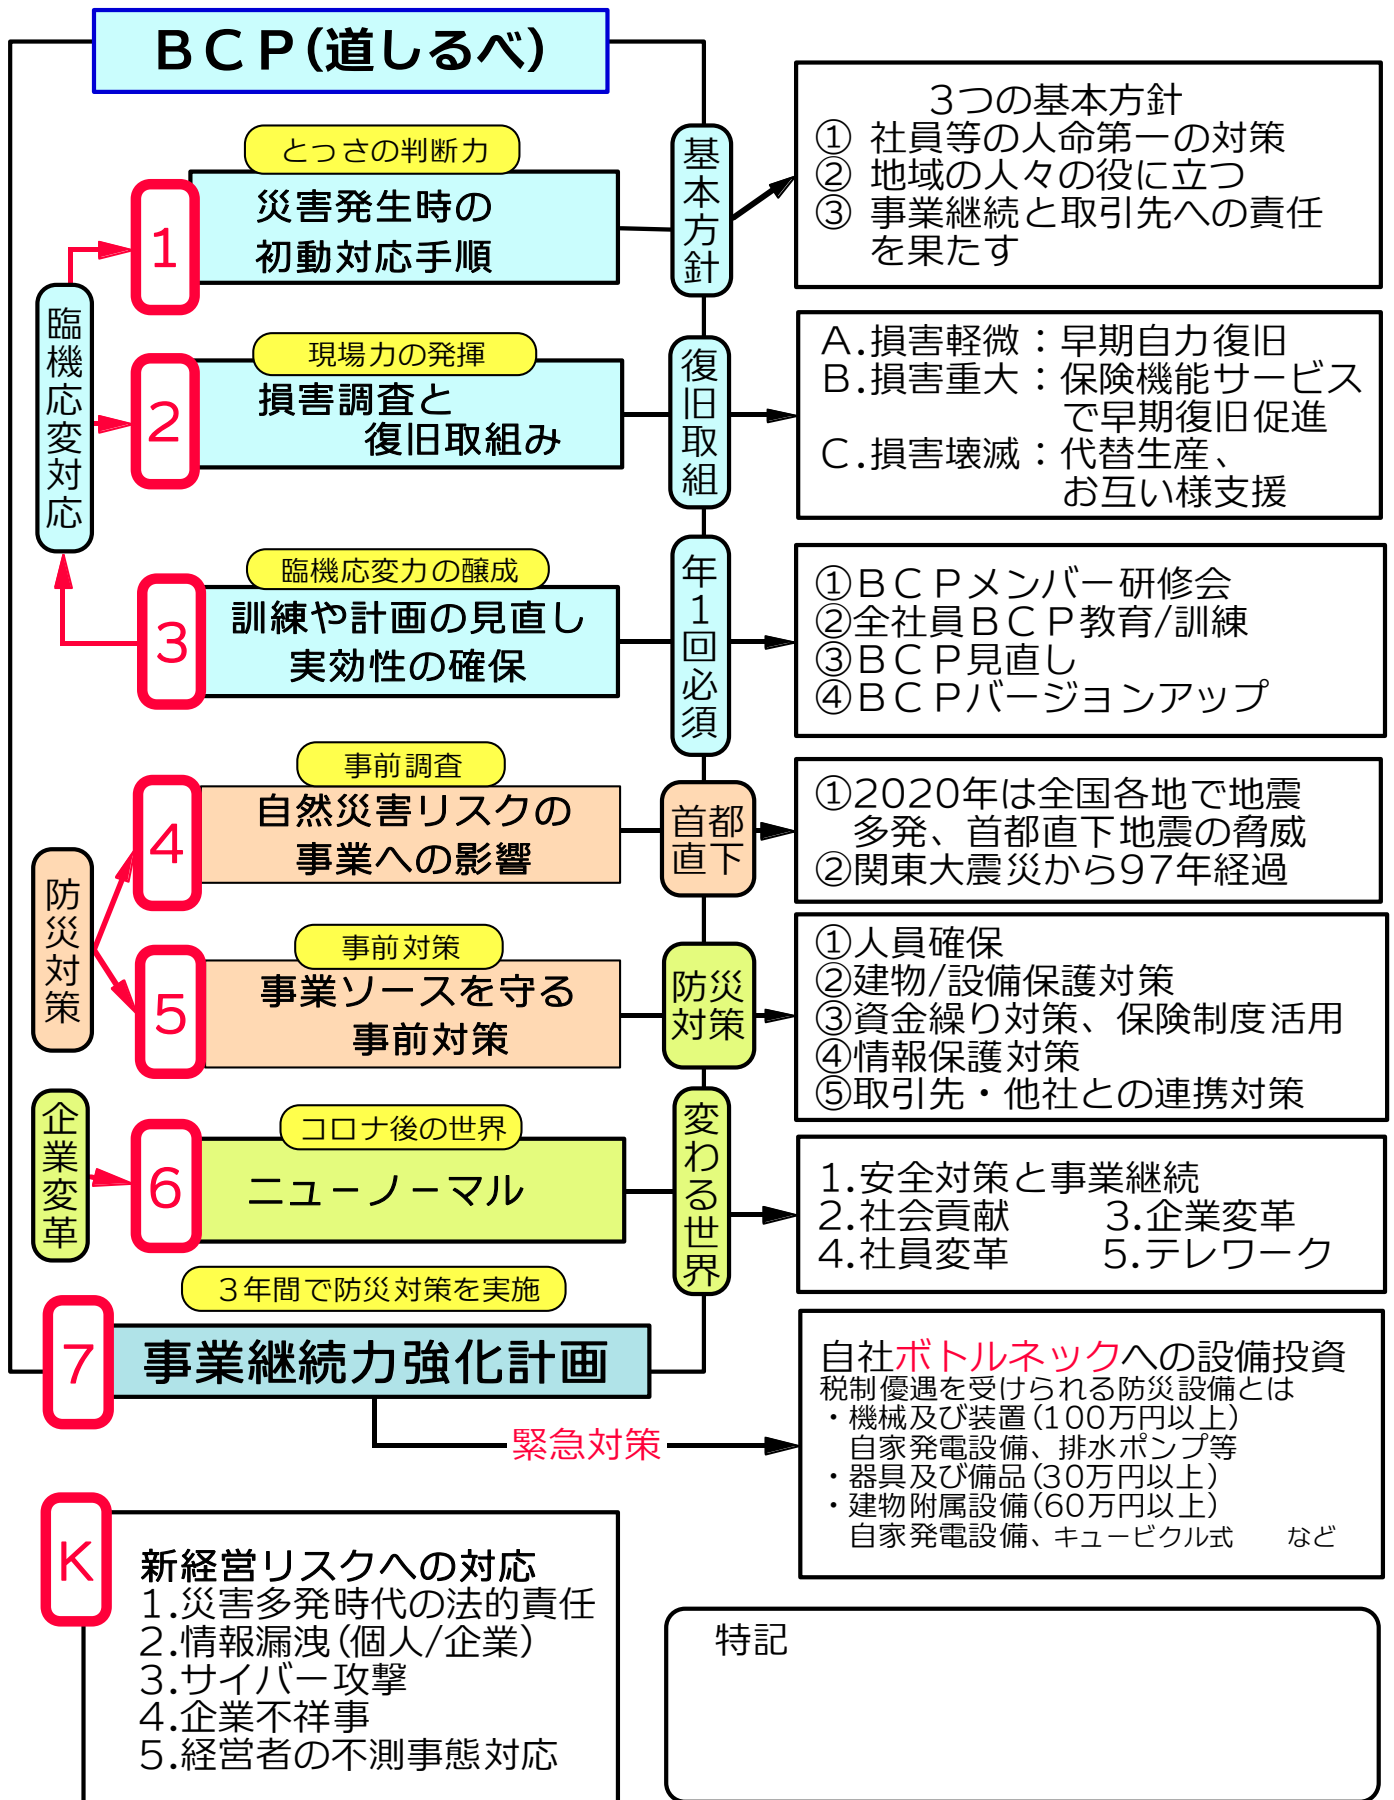 BCP(道しるべ)
とっさの判断力
1
災害発生時の
初動対応手順
基本方針
3つの基本方針
① 社員等の人命第一の対策
② 地域の人々の役に立つ
③ 事業継続と取引先への責任
を果たす
臨機応変対応
現場力の発揮
2
損害調査と
復旧取組み
復旧取組
A.損害軽微：早期自力復旧
B.損害重大：保険機能サービス
で早期復旧促進
C.損害壊滅：代替生産、
お互い様支援
臨機応変力の醸成
3
訓練や計画の見直し
実効性の確保
年1回必須
①BCPメンバー研修会
②全社員BCP教育/訓練
③BCP見直し
④BCPバージョンアップ
防災対策
事前調査
4
自然災害リスクの
事業への影響
首都
直下
①2020年は全国各地で地震
多発、首都直下地震の脅威
②関東大震災から97年経過
事前対策
5
事業ソースを守る
事前対策
防災
対策
①人員確保
②建物/設備保護対策
③資金繰り対策、保険制度活用
④情報保護対策
⑤取引先・他社との連携対策
企業変革
コロナ後の世界
6
ニューノーマル
変わる世界
1.安全対策と事業継続
2.社会貢献 3.企業変革
4.社員変革 5.テレワーク
3年間で防災対策を実施
7
事業継続力強化計画
緊急対策
自社ボトルネックへの設備投資
税制優遇を受けられる防災設備とは
・機械及び装置(100万円以上)
自家発電設備、排水ポンプ等
・器具及び備品(30万円以上)
・建物附属設備(60万円以上)
自家発電設備、キュービクル式 など
K
新経営リスクへの対応
1.災害多発時代の法的責任
2.情報漏洩(個人/企業)
3.サイバー攻撃
4.企業不祥事
5.経営者の不測事態対応
特記